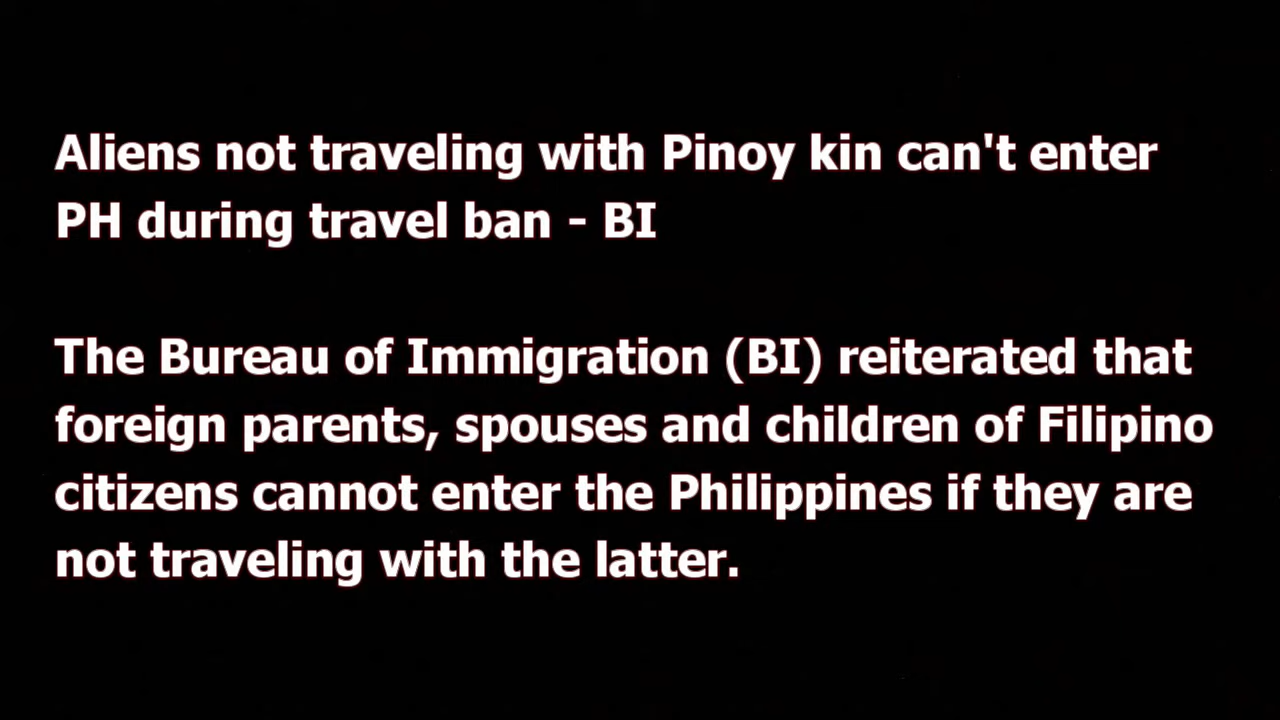 Aliens not traveling with Pinoy kin can't enter
PH during travel ban - BI
The Bureau of Immigration (BI) reiterated that
foreign parents, spouses and children of Filipino
citizens cannot enter the Philippines if they are
not traveling with the latter.